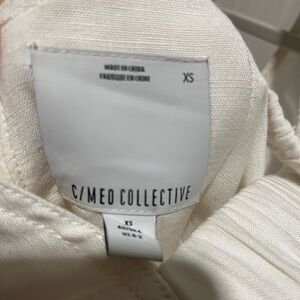 MADE IN CHINA
FABRIQUÉ EN CHINE
XS
C/MEO COLLECTIVE
XS